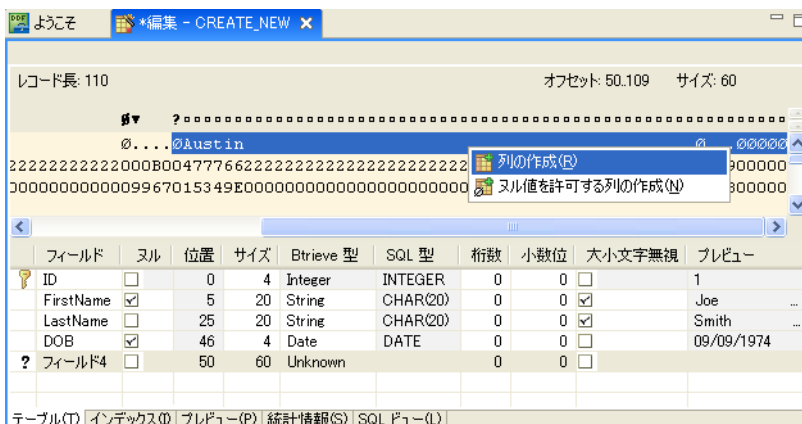 ようこそ
*編集 - CREATE_NEW
レコード長: 110
オフセット: 50..109 サイズ: 60
Ø....ØAustin
列の作成(R)
ヌル値を許可する列の作成(N)
フィールド ヌル 位置 サイズ Btrieve 型 SQL 型 桁数 小数位 大小文字無視 プレビュー
ID 0 4 Integer INTEGER 0 0 1
FirstName 5 20 String CHAR(20) 0 0 Joe ...
LastName 25 20 String CHAR(20) 0 0 Smith ...
DOB 46 4 Date DATE 0 0 09/09/1974
? フィールド4 50 60 Unknown 0 0
テーブル(T) インデックス(I) プレビュー(P) 統計情報(S) SQL ビュー(L)